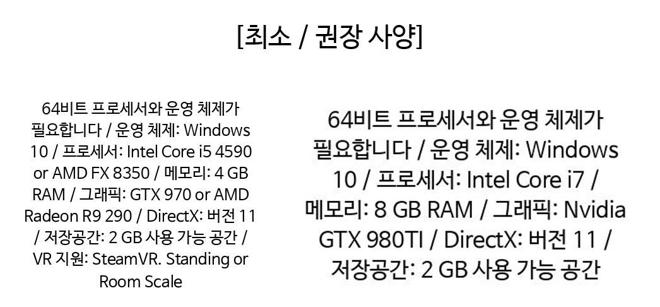 [최소 / 권장 사양]
64비트 프로세서와 운영 체제가
필요합니다 / 운영 체제: Windows
10 / 프로세서: Intel Core i5 4590
or AMD FX 8350 / 메모리: 4 GB
RAM / 그래픽: GTX 970 or AMD
Radeon R9 290 / DirectX: 버전 11
/ 저장공간: 2 GB 사용 가능 공간 /
VR 지원: SteamVR. Standing or
Room Scale
64비트 프로세서와 운영 체제가
필요합니다 / 운영 체제: Windows
10 / 프로세서: Intel Core i7 /
메모리: 8 GB RAM / 그래픽: Nvidia
GTX 980TI / DirectX: 버전 11 /
저장공간: 2 GB 사용 가능 공간